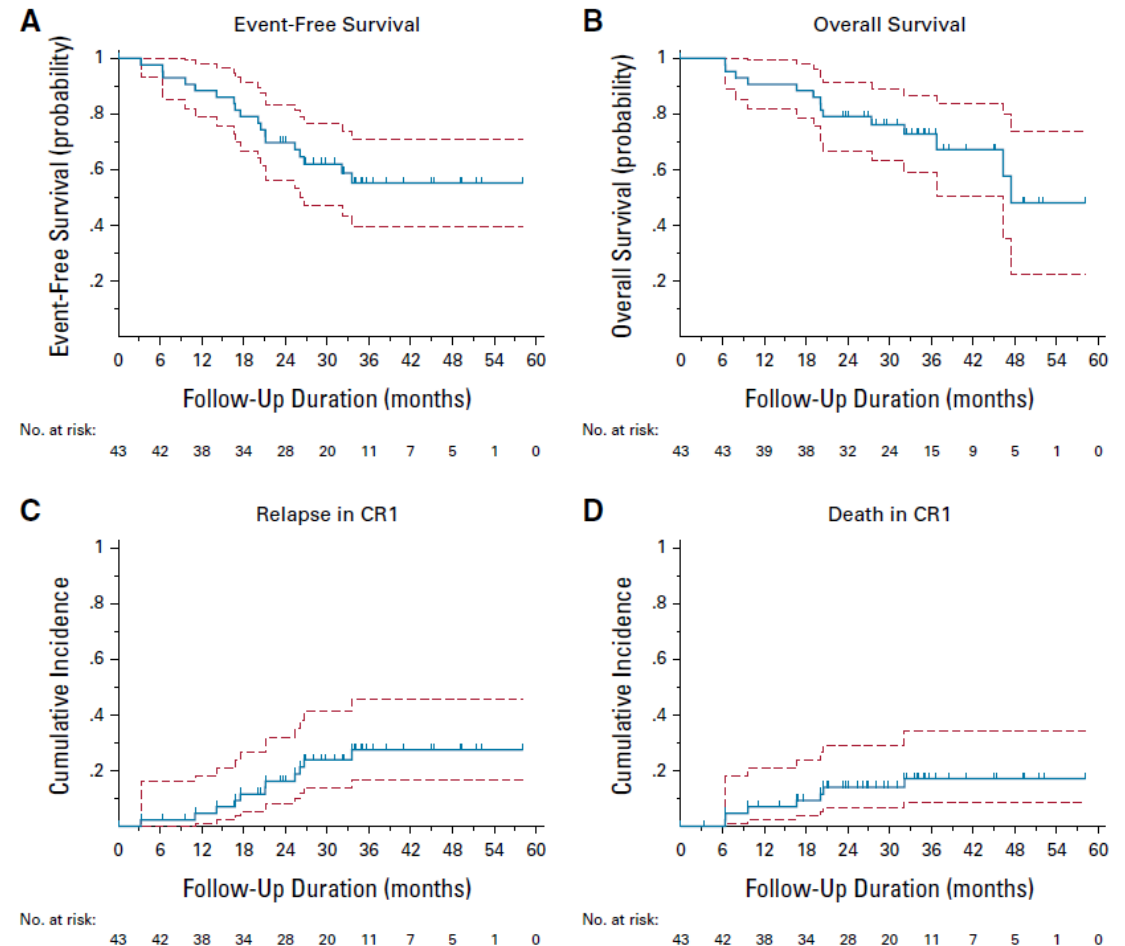 A
Event-Free Survival
Event-Free Survival (probability)
1
.8
.6
.4
.2
0 6 12 18 24 30 36 42 48 54 60
Follow-Up Duration (months)
No. at risk:
43 42 38 34 28 20 11 7 5 1 0
B
Overall Survival
Overall Survival (probability)
1
.8
.6
.4
.2
0 6 12 18 24 30 36 42 48 54 60
Follow-Up Duration (months)
No. at risk:
43 43 39 38 32 24 15 9 5 1 0
C
Relapse in CR1
Cumulative Incidence
1
.8
.6
.4
.2
0 6 12 18 24 30 36 42 48 54 60
Follow-Up Duration (months)
No. at risk:
43 42 38 34 28 20 11 7 5 1 0
D
Death in CR1
Cumulative Incidence
1
.8
.6
.4
.2
0 6 12 18 24 30 36 42 48 54 60
Follow-Up Duration (months)
No. at risk:
43 42 38 34 28 20 11 7 5 1 0